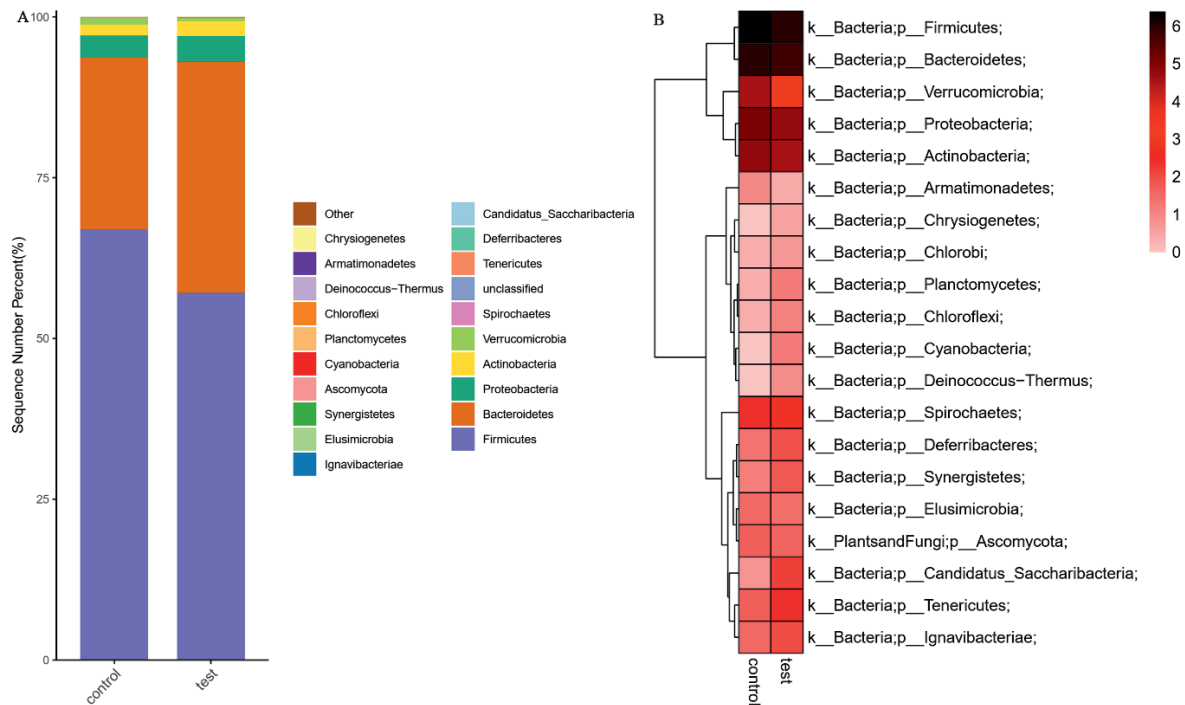 A
Sequence Number Percent(%)
100
75
50
25
0
control
test
Other
Chrysiogenetes
Armatimonadetes
Deinococcus−Thermus
Chloroflexi
Planctomycetes
Cyanobacteria
Ascomycota
Synergistetes
Elusimicrobia
Ignavibacteriae
Candidatus_Saccharibacteria
Deferribacteres
Tenericutes
unclassified
Spirochaetes
Verrucomicrobia
Actinobacteria
Proteobacteria
Bacteroidetes
Firmicutes
B
k__Bacteria;p__Firmicutes;
k__Bacteria;p__Bacteroidetes;
k__Bacteria;p__Verrucomicrobia;
k__Bacteria;p__Proteobacteria;
k__Bacteria;p__Actinobacteria;
k__Bacteria;p__Armatimonadetes;
k__Bacteria;p__Chrysiogenetes;
k__Bacteria;p__Chlorobi;
k__Bacteria;p__Planctomycetes;
k__Bacteria;p__Chloroflexi;
k__Bacteria;p__Cyanobacteria;
k__Bacteria;p__Deinococcus−Thermus;
k__Bacteria;p__Spirochaetes;
k__Bacteria;p__Deferribacteres;
k__Bacteria;p__Synergistetes;
k__Bacteria;p__Elusimicrobia;
k__PlantsandFungi;p__Ascomycota;
k__Bacteria;p__Candidatus_Saccharibacteria;
k__Bacteria;p__Tenericutes;
k__Bacteria;p__Ignavibacteriae;
control
test
6
5
4
3
2
1
0